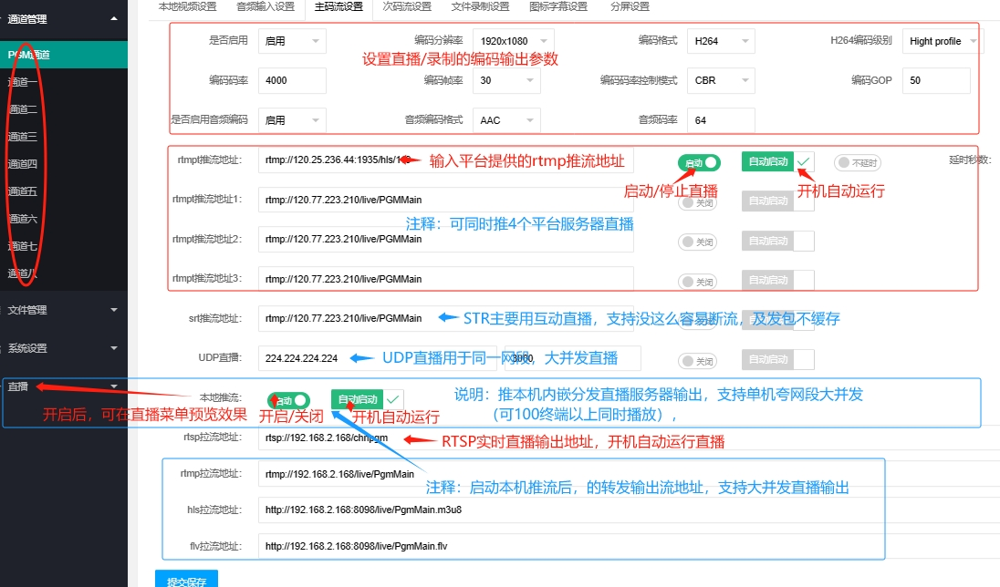 通道管理
PGM通道
通道一
通道二
通道三
通道四
通道五
通道六
通道七
通道八
文件管理
系统设置
直播
本地视频设置 音频输入设置 主码流设置 次码流设置 文件录制设置 图标字幕设置 分屏设置
是否启用 启用 编码分辨率 1920x1080 编码格式 H264 H264编码级别 Hight profile
设置直播/录制的编码输出参数
编码码率 4000 编码帧率 30 编码码率控制模式 CBR 编码GOP 50
是否启用音频编码 启用 音频编码格式 AAC 音频码率 64
rtmpt推流地址: rtmp://120.25.236.44:1935/hls/1 输入平台提供的rtmp推流地址 启动 自动启动 不延时 延时秒数:
启动/停止直播 开机自动运行
rtmpt推流地址1: rtmp://120.77.223.210/live/PGMMain 关闭 自动启动
注释：可同时推4个平台服务器直播
rtmpt推流地址2: rtmp://120.77.223.210/live/PGMMain 关闭 自动启动
rtmpt推流地址3: rtmp://120.77.223.210/live/PGMMain 关闭 自动启动
srt推流地址: rtmp://120.77.223.210/live/PGMMain STR主要用互动直播，支持没这么容易断流，及发包不缓存
UDP直播: 224.224.224.224 UDP直播用于同一网段，大并发直播 3000 关闭 自动启动
本地推流: 启动 自动启动 说明：推本机内嵌分发直播服务器输出，支持单机夸网段大并发
开启后，可在直播菜单预览效果 开启/关闭 开机自动运行 （可100终端以上同时播放），
rtsp拉流地址: rtsp://192.168.2.168/chnpgm RTSP实时直播输出地址，开机自动运行直播
rtmp拉流地址: rtmp://192.168.2.168/live/PgmMain
注释：启动本机推流后，的转发输出流地址，支持大并发直播输出
hls拉流地址: http://192.168.2.168:8098/live/PgmMain.m3u8
flv拉流地址: http://192.168.2.168:8098/live/PgmMain.flv
提交保存